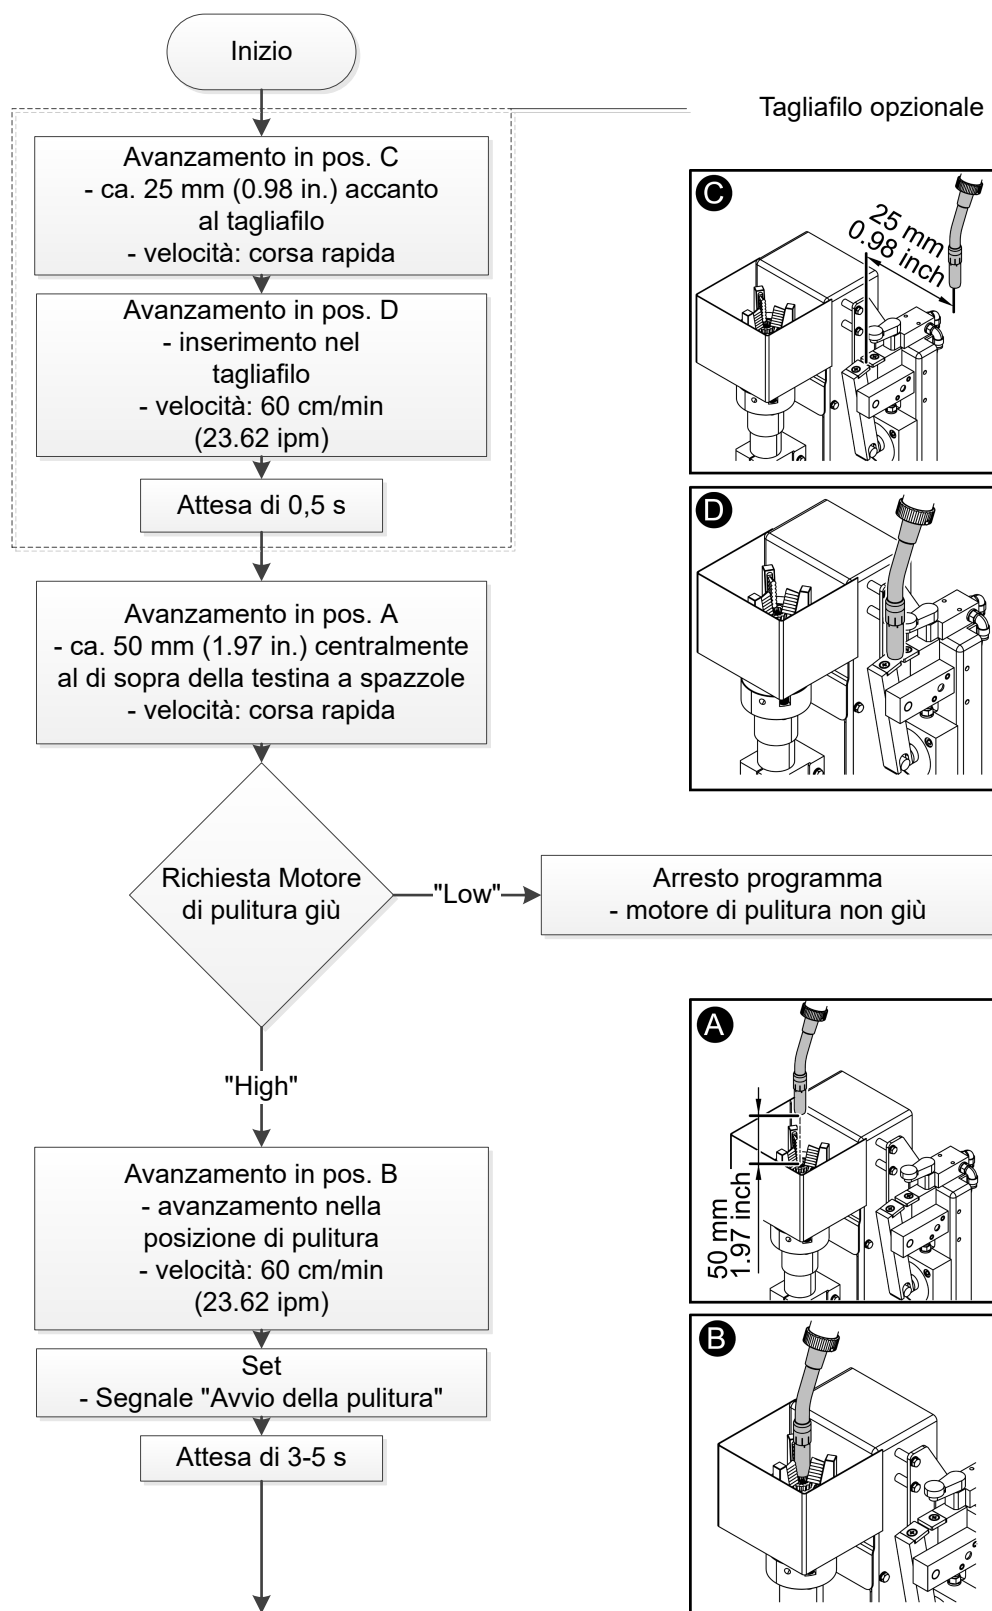 Inizio
Tagliafilo opzionale
Avanzamento in pos. C
- ca. 25 mm (0.98 in.) accanto
al tagliafilo
- velocità: corsa rapida
Avanzamento in pos. D
- inserimento nel
tagliafilo
- velocità: 60 cm/min
(23.62 ipm)
Attesa di 0,5 s
C
25 mm
0.98 inch
D
Avanzamento in pos. A
- ca. 50 mm (1.97 in.) centralmente
al di sopra della testina a spazzole
- velocità: corsa rapida
Richiesta Motore
di pulitura giù
"Low"
Arresto programma
- motore di pulitura non giù
"High"
A
50 mm
1.97 inch
Avanzamento in pos. B
- avanzamento nella
posizione di pulitura
- velocità: 60 cm/min
(23.62 ipm)
Set
- Segnale "Avvio della pulitura"
Attesa di 3-5 s
B